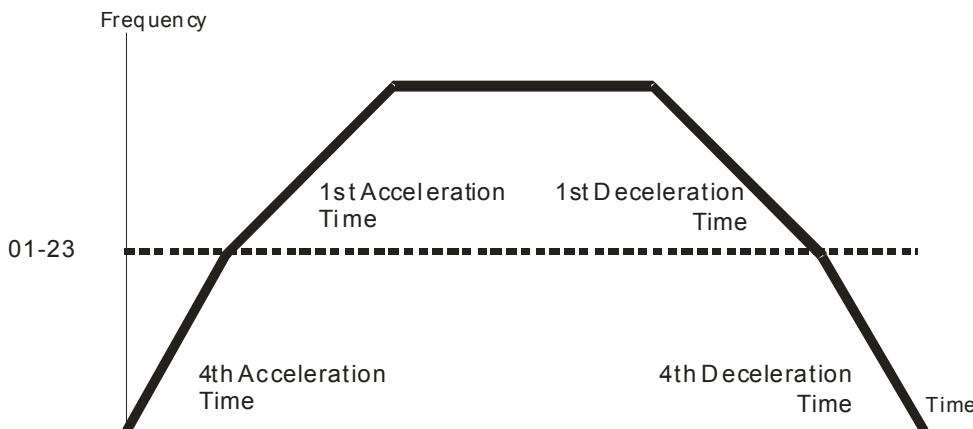 Frequency
1st Acceleration
Time
1st Deceleration
Time
01-23
4th Acceleration
Time
4th Deceleration
Time
Time